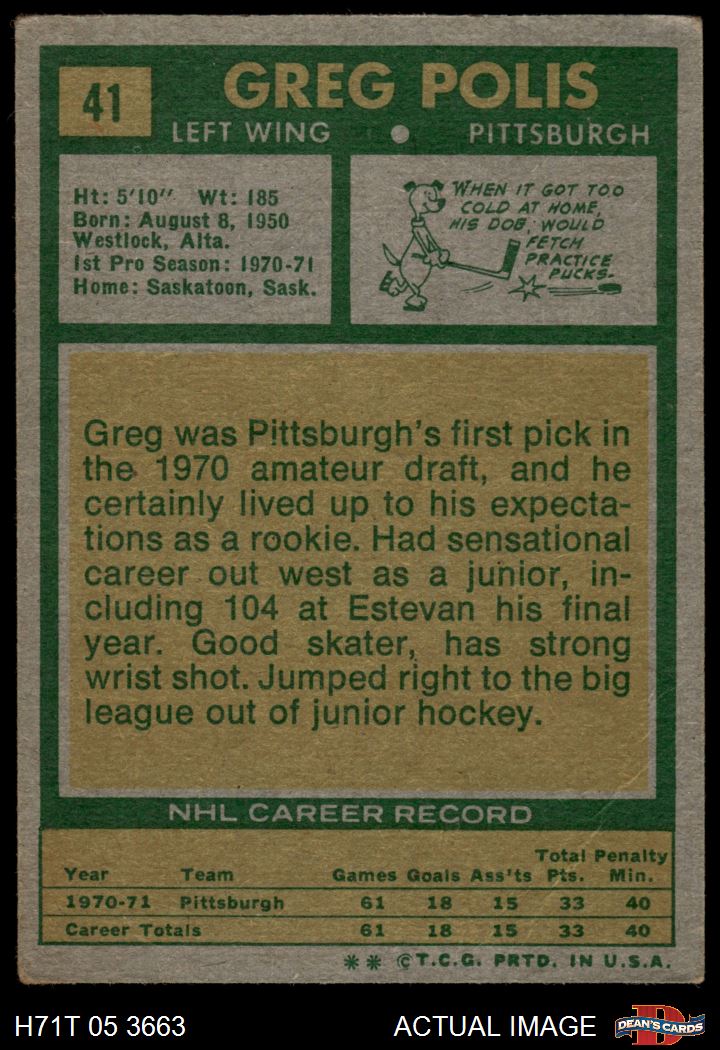 41
GREG POLIS
LEFT WING • PITTSBURGH
Ht: 5'10" Wt: 185
Born: August 8, 1950
Westlock, Alta.
1st Pro Season: 1970-71
Home: Saskatoon, Sask.
WHEN IT GOT TOO
COLD AT HOME,
HIS DOG, WOULD
FETCH
PRACTICE
PUCKS.
Greg was Pittsburgh's first pick in
the 1970 amateur draft, and he
certainly lived up to his expecta-
tions as a rookie. Had sensational
career out west as a junior, in-
cluding 104 at Estevan his final
year. Good skater, has strong
wrist shot. Jumped right to the big
league out of junior hockey.
NHL CAREER RECORD
Total Penalty
Year Team Games Goals Ass'ts Pts. Min.
1970-71 Pittsburgh 61 18 15 33 40
Career Totals 61 18 15 33 40
** © T.C.G. PRTD. IN U.S.A.
H71T 05 3663 ACTUAL IMAGE DEAN'S CARDS